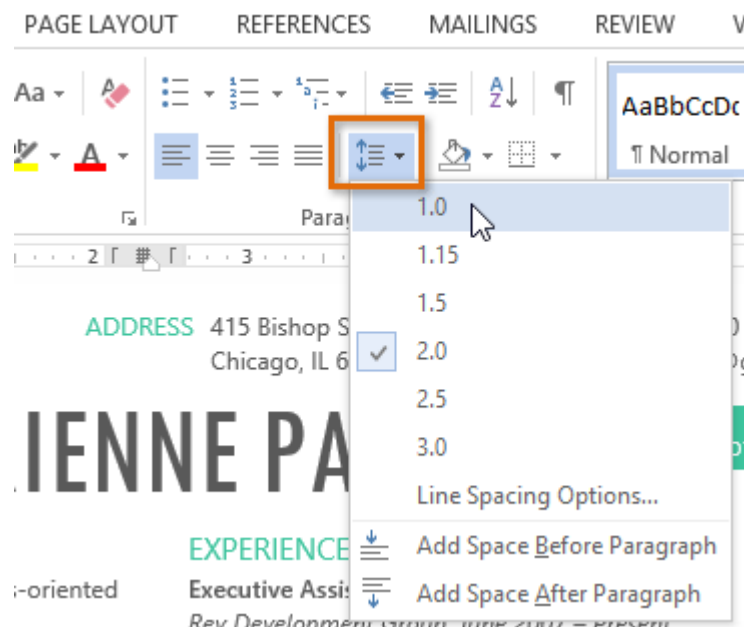 PAGE LAYOUT REFERENCES MAILINGS REVIEW
Aa
AaBbCcDc
¶ Normal
1.0
2 3
1.15
1.5
ADDRESS 415 Bishop
Chicago, IL
2.0
2.5
IENNE PA
3.0
Line Spacing Options...
EXPERIENCE
Add Space Before Paragraph
-oriented Executive
Add Space After Paragraph